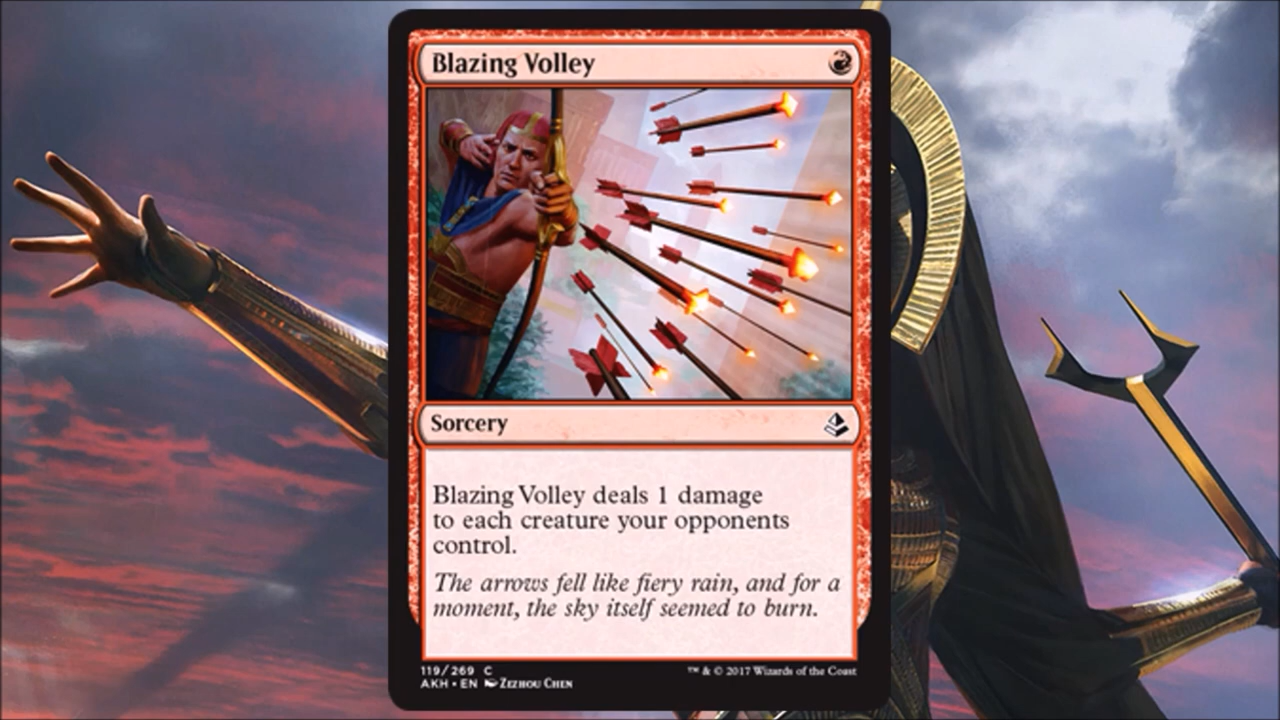 Blazing Volley
Sorcery
Blazing Volley deals 1 damage
to each creature your opponents
control.
The arrows fell like fiery rain, and for a
moment, the sky itself seemed to burn.
119/269 C
™ & © 2017 Wizards of the Coast
AKH • EN Zezhou Chen